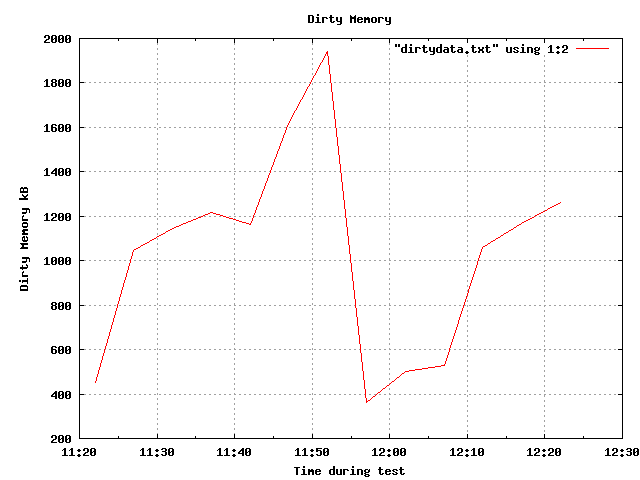 Dirty Memory
"dirtydata.txt" using 1:2
2000
1800
1600
1400
1200
1000
800
600
400
200
Dirty Memory kB
11:20 11:30 11:40 11:50 12:00 12:10 12:20 12:30
Time during test